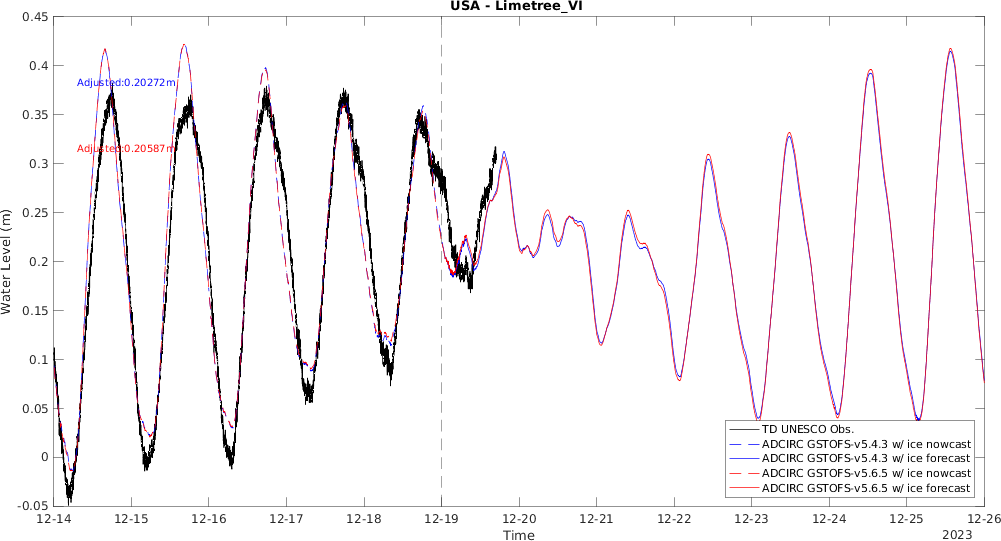 USA - Limetree_VI
0.45
0.4
0.35
0.3
0.25
0.2
0.15
0.1
0.05
0
-0.05
Water Level (m)
Adjusted:0.20272m
Adjusted:0.20587m
TD UNESCO Obs.
ADCIRC GSTOFS-v5.4.3 w/ ice nowcast
ADCIRC GSTOFS-v5.4.3 w/ ice forecast
ADCIRC GSTOFS-v5.6.5 w/ ice nowcast
ADCIRC GSTOFS-v5.6.5 w/ ice forecast
12-14 12-15 12-16 12-17 12-18 12-19 12-20 12-21 12-22 12-23 12-24 12-25 12-26
Time
2023